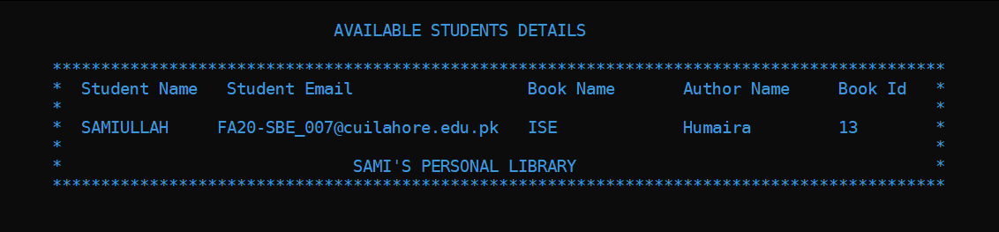 AVAILABLE STUDENTS DETAILS
********************************************************************************************
* Student Name Student Email Book Name Author Name Book Id *
* *
* SAMIULLAH FA20-SBE_007@cuilahore.edu.pk ISE Humaira 13 *
* *
* SAMI'S PERSONAL LIBRARY *
********************************************************************************************